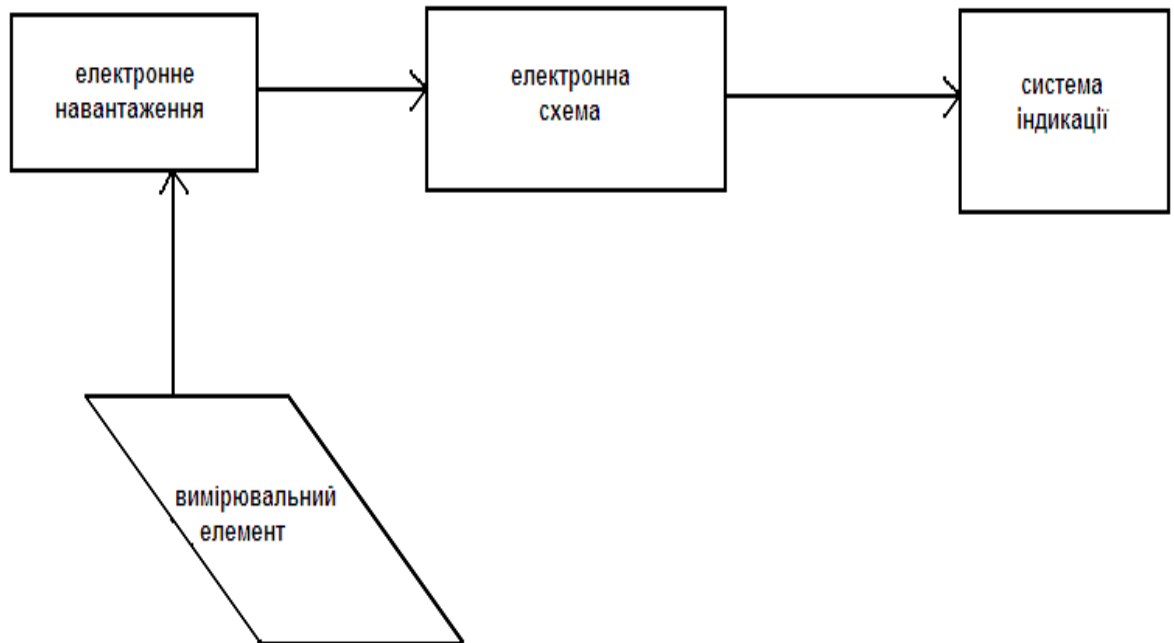 електронне
навантаження
електронна
схема
система
індикації
вимірювальний
елемент